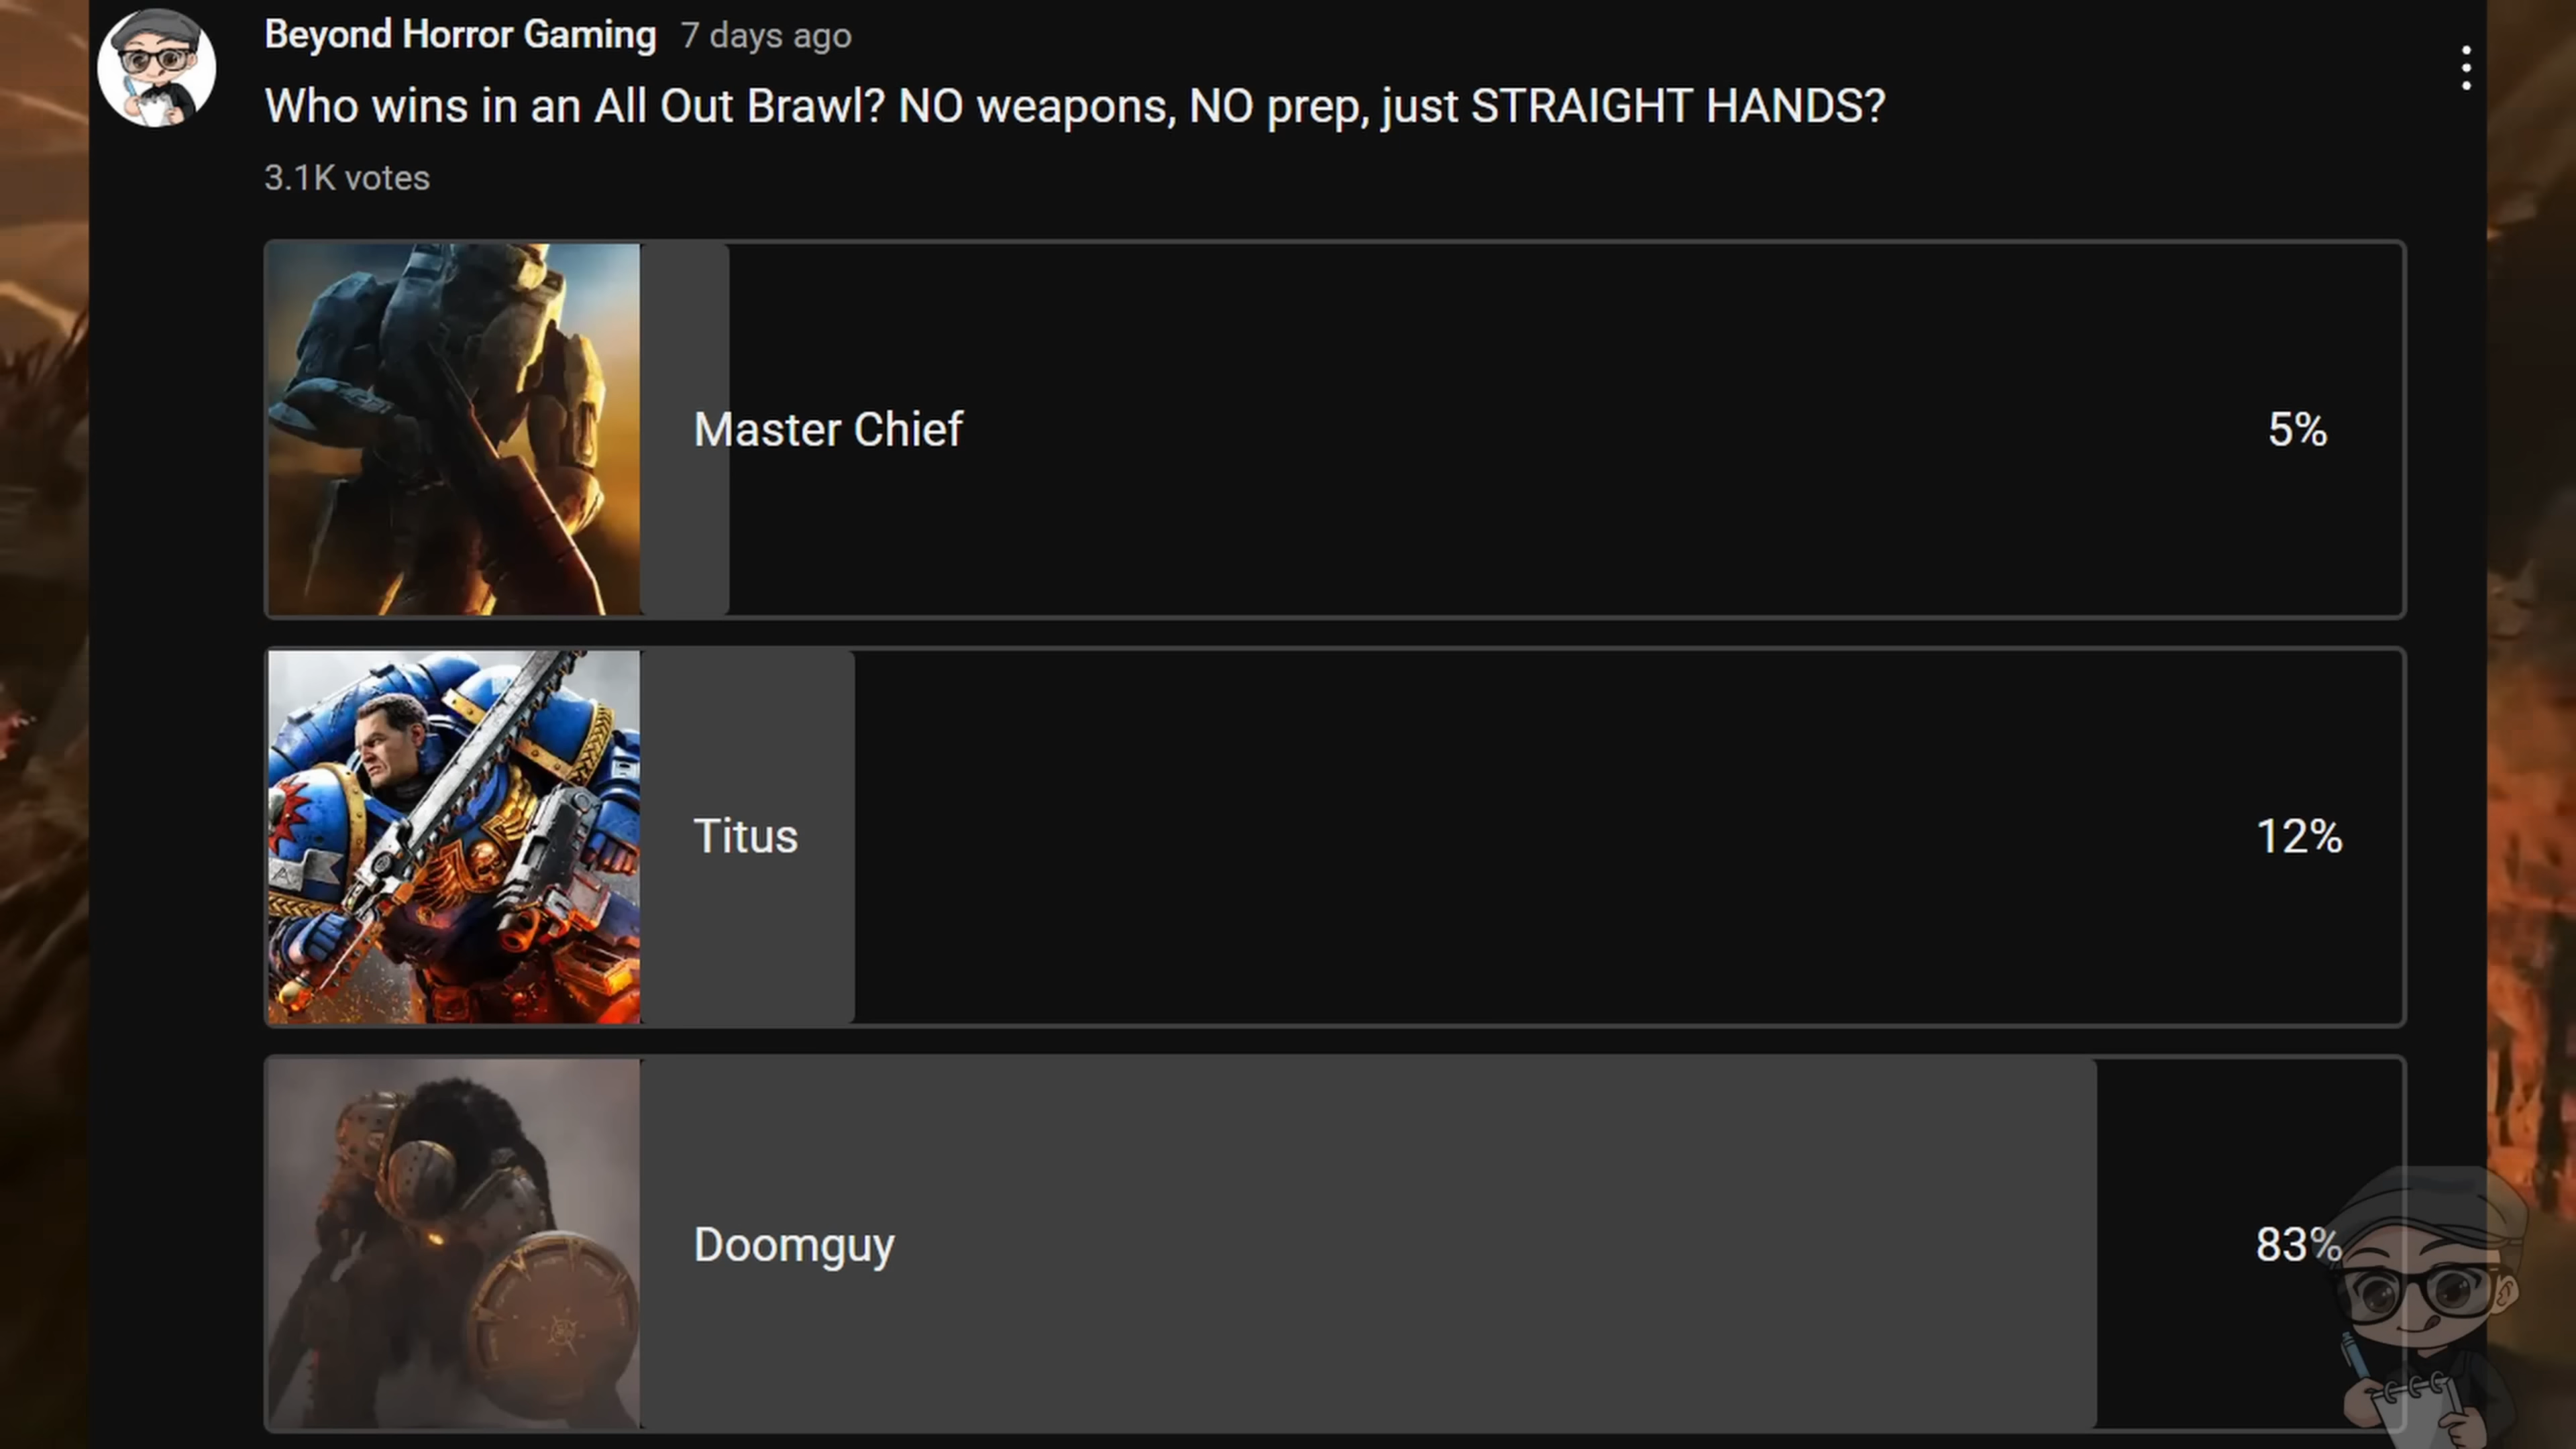 Beyond Horror Gaming 7 days ago
Who wins in an All Out Brawl? NO weapons, NO prep, just STRAIGHT HANDS?
3.1K votes
Master Chief 5%
Titus 12%
Doomguy 83%